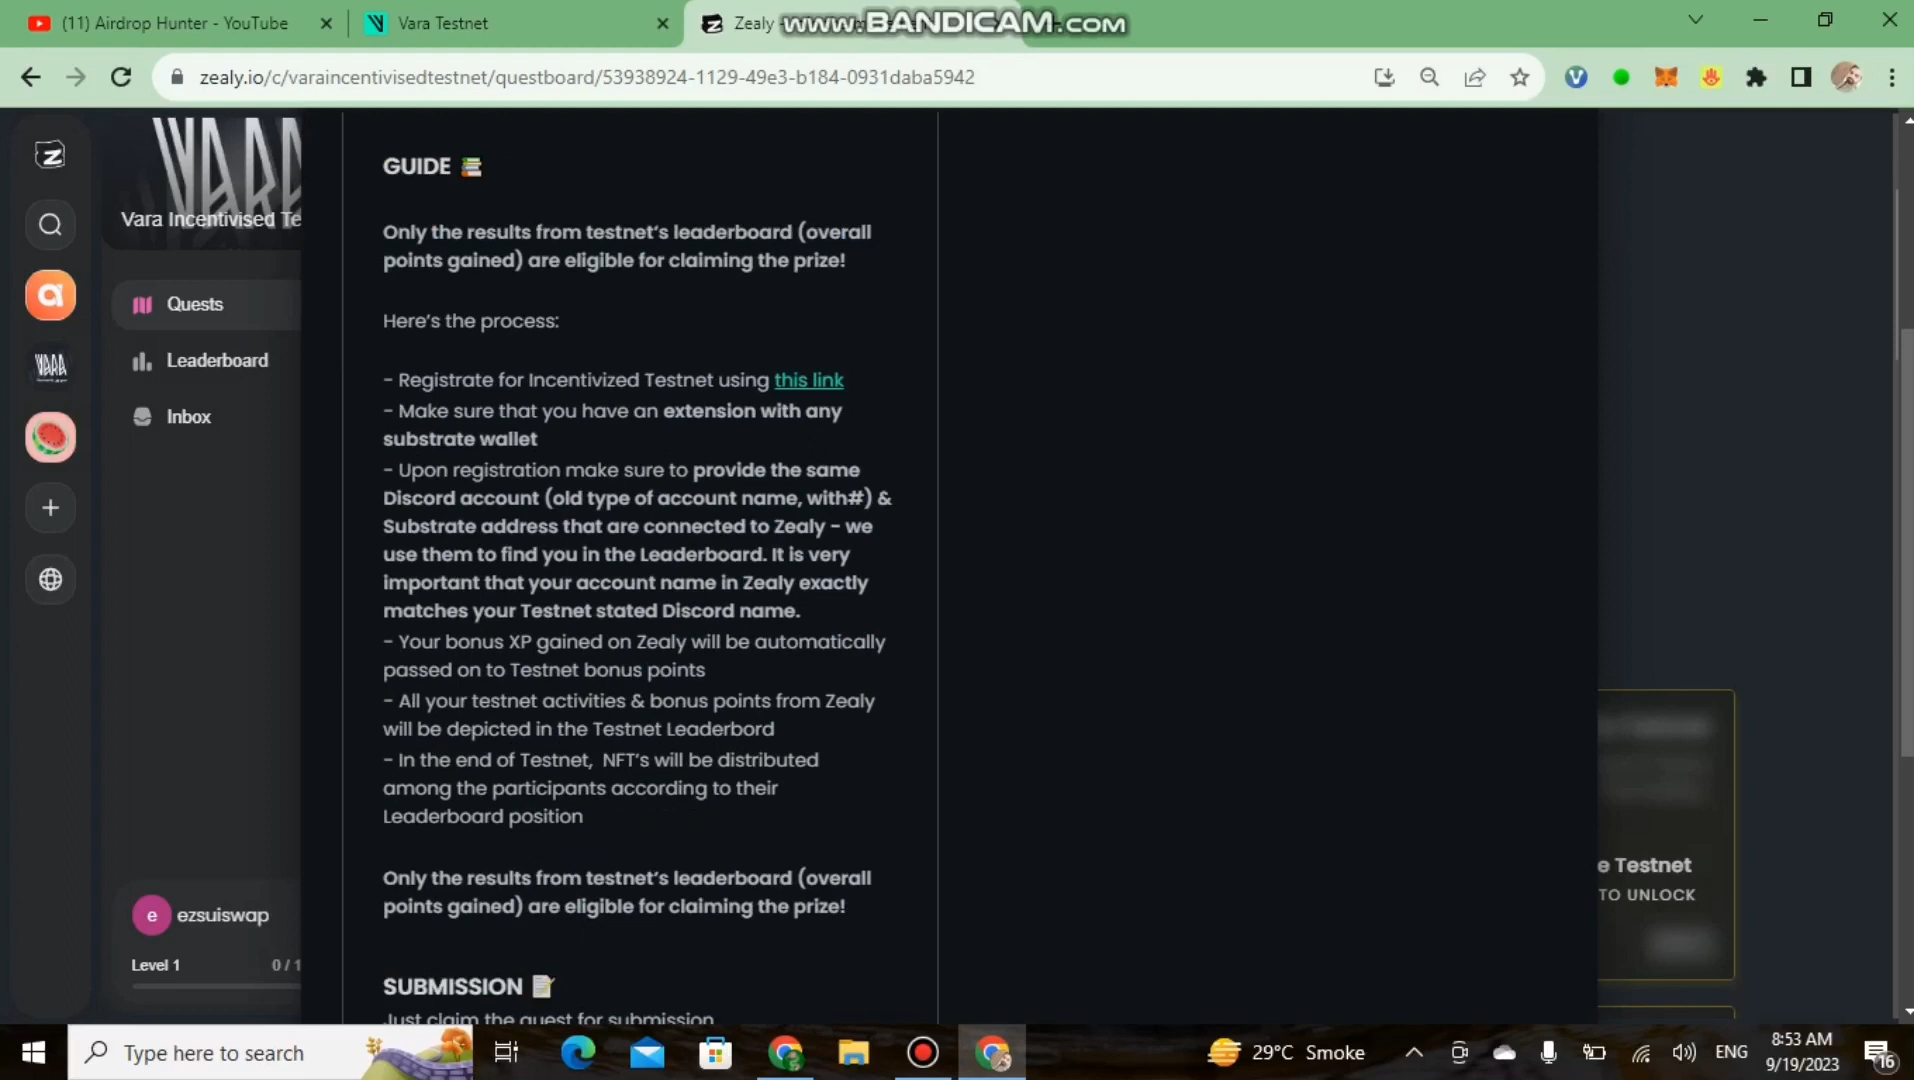 (11) Airdrop Hunter - YouTube
Vara Testnet
Zealy
www.BANDICAM.com
zealy.io/c/varaincentivisedtestnet/questboard/53938924-1129-49e3-b184-0931daba5942
VARA
Vara Incentivised Te
Quests
Leaderboard
Inbox
VARA
GUIDE
Only the results from testnet's leaderboard (overall
points gained) are eligible for claiming the prize!
Here's the process:
- Registrate for Incentivized Testnet using this link
- Make sure that you have an extension with any
substrate wallet
- Upon registration make sure to provide the same
Discord account (old type of account name, with#) &
Substrate address that are connected to Zealy - we
use them to find you in the Leaderboard. It is very
important that your account name in Zealy exactly
matches your Testnet stated Discord name.
- Your bonus XP gained on Zealy will be automatically
passed on to Testnet bonus points
- All your testnet activities & bonus points from Zealy
will be depicted in the Testnet Leaderbord
- In the end of Testnet, NFT's will be distributed
among the participants according to their
Leaderboard position
Only the results from testnet's leaderboard (overall
points gained) are eligible for claiming the prize!
SUBMISSION
Just claim the quest for submission
e Testnet
TO UNLOCK
e
ezsuiswap
Level 1
0 / 1
Type here to search
29°C Smoke
ENG
8:53 AM
9/19/2023
16